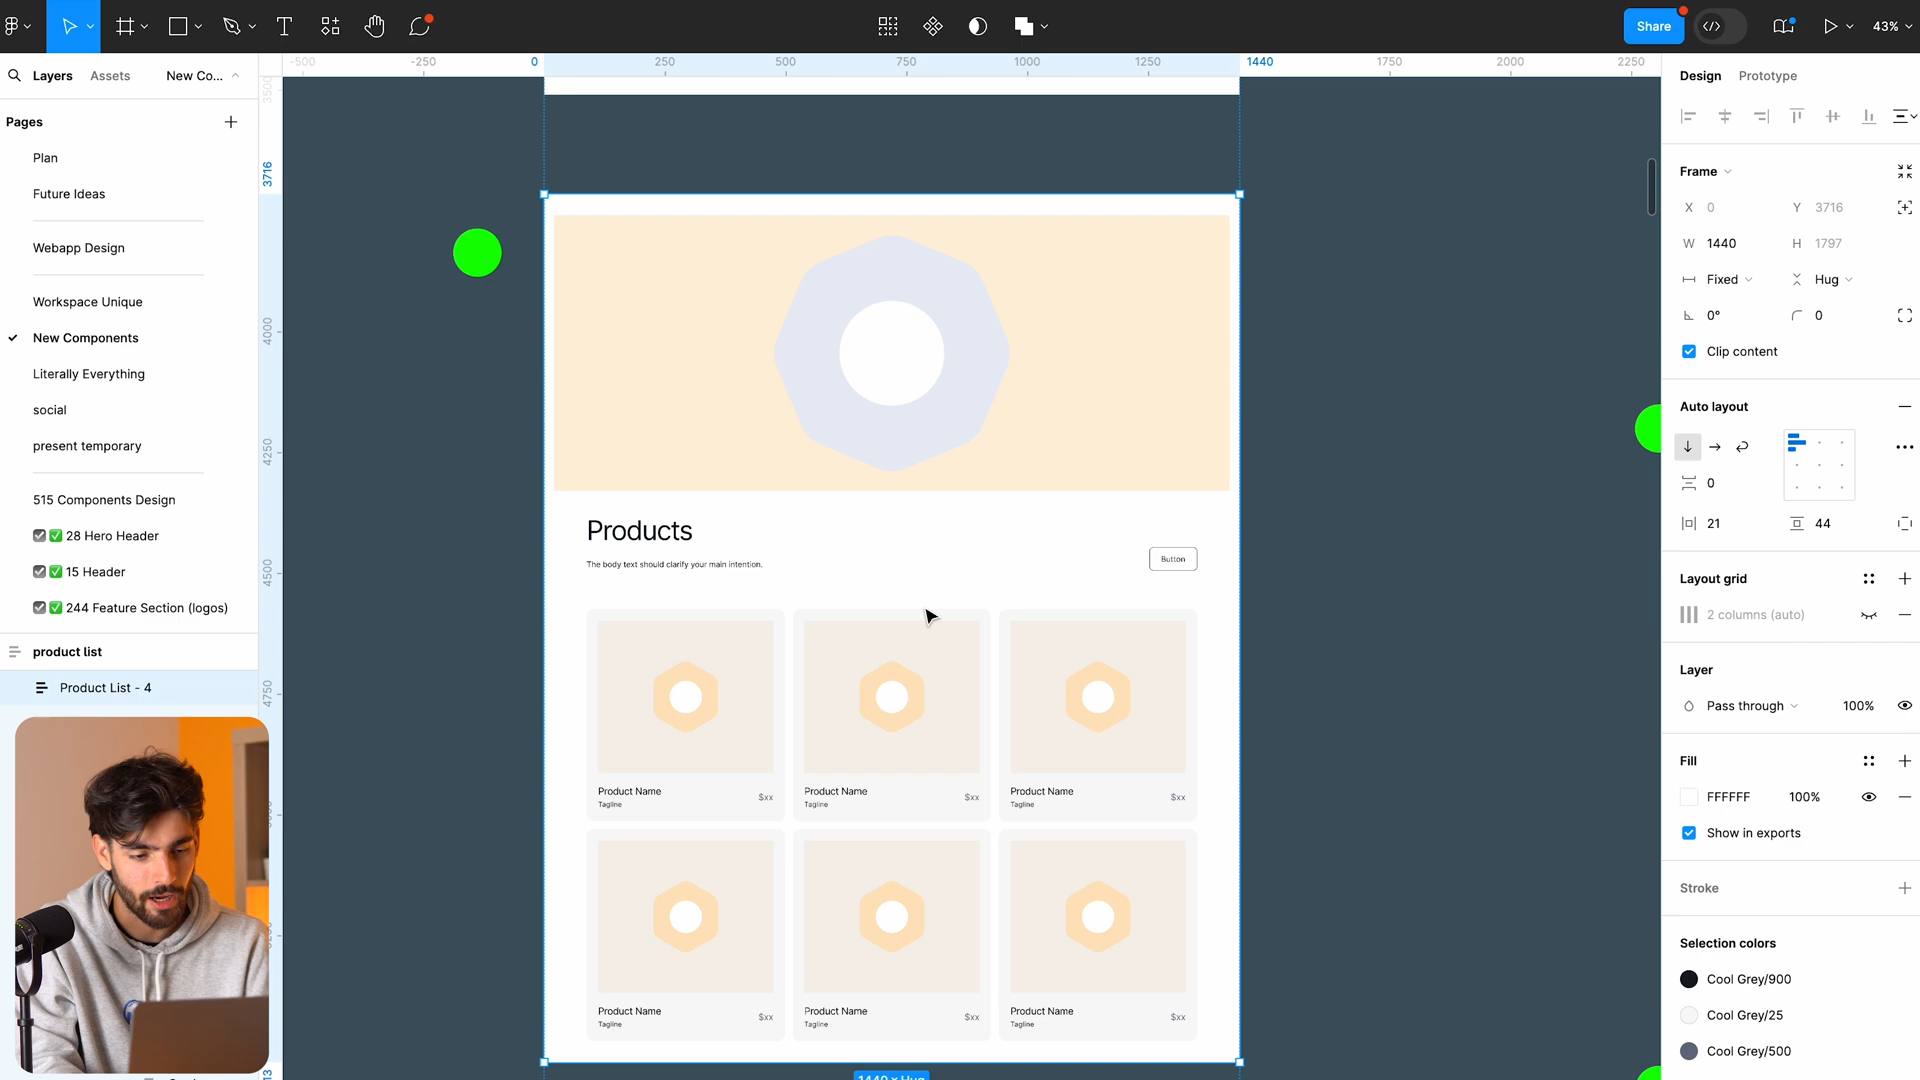 Share
43%
Layers
Assets
New Co...
Pages
Plan
Future Ideas
Webapp Design
Workspace Unique
New Components
Literally Everything
social
present temporary
515 Components Design
28 Hero Header
15 Header
244 Feature Section (logos)
product list
Product List - 4
-500
-250
0
250
500
750
1000
1250
1440
1750
2000
2250
3500
3716
4000
4250
4500
4750
Products
The body text should clarify your main intention.
Button
Product Name
Tagline
$xx
Product Name
Tagline
$xx
Product Name
Tagline
$xx
Product Name
Tagline
$xx
Product Name
Tagline
$xx
Product Name
Tagline
$xx
Design
Prototype
Frame
X 0
Y 3716
W 1440
H 1797
Fixed
Hug
0°
0
Clip content
Auto layout
0
21
44
Layout grid
2 columns (auto)
Layer
Pass through
100%
Fill
FFFFFF
100%
Show in exports
Stroke
Selection colors
Cool Grey/900
Cool Grey/25
Cool Grey/500